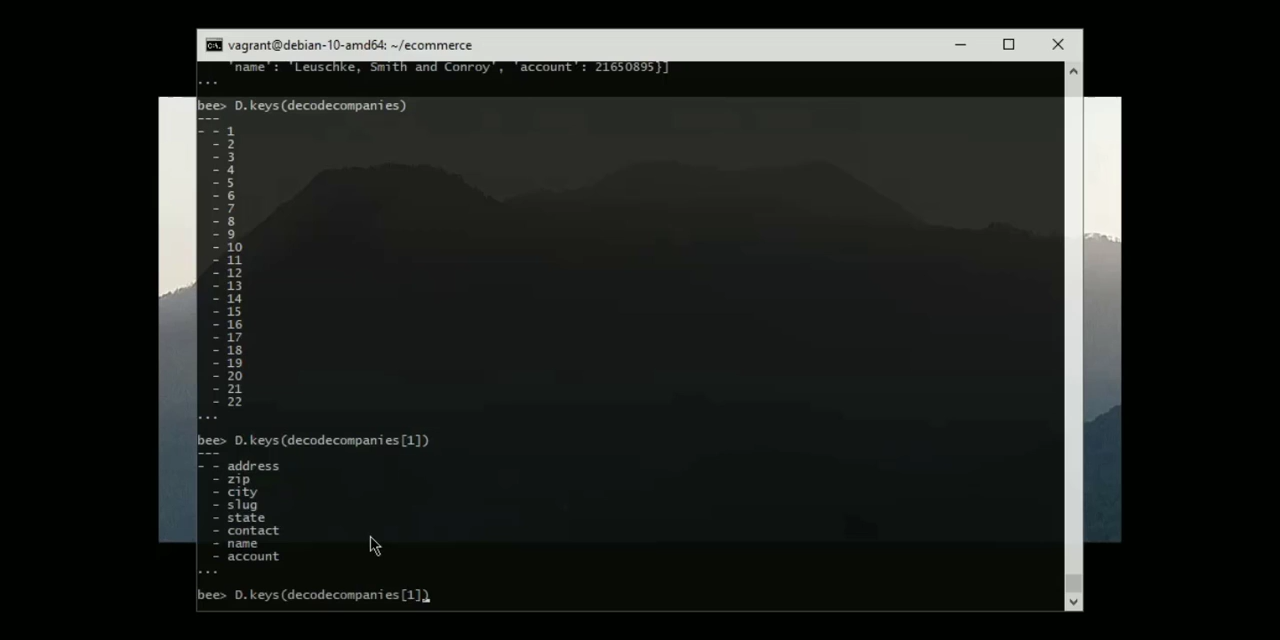 vagrant@debian-10-amd64: ~/ecommerce
'name': 'Leuschke, Smith and Conroy', 'account': 21650895}]
...
bee> D.keys(decodecompanies)
---
- - 1
- 2
- 3
- 4
- 5
- 6
- 7
- 8
- 9
- 10
- 11
- 12
- 13
- 14
- 15
- 16
- 17
- 18
- 19
- 20
- 21
- 22
...
bee> D.keys(decodecompanies[1])
---
- - address
- zip
- city
- slug
- state
- contact
- name
- account
...
bee> D.keys(decodecompanies[1])